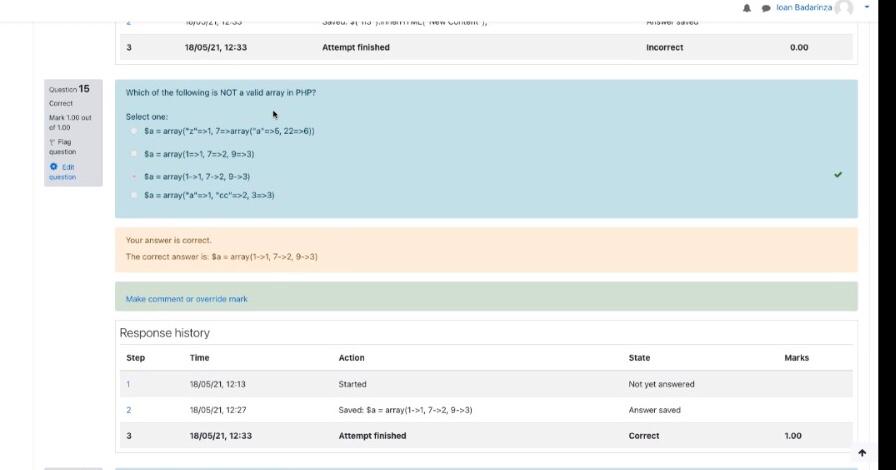 Ioan Badarinza
2 18/05/21, 12:33 Answer saved
3 18/05/21, 12:33 Attempt finished Incorrect 0.00
Question 15
Correct
Mark 1.00 out
of 1.00
Flag
question
Edit
question
Which of the following is NOT a valid array in PHP?
Select one:
$a = array("z"=>1, 7=>array("a"=>5, 22=>6))
$a = array(1=>1, 7=>2, 9=>3)
$a = array(1->1, 7->2, 9->3)
$a = array("a"=>1, "cc"=>2, 3=>3)
Your answer is correct.
The correct answer is: $a = array(1->1, 7->2, 9->3)
Make comment or override mark
Response history
Step Time Action State Marks
1 18/05/21, 12:13 Started Not yet answered
2 18/05/21, 12:27 Saved: $a = array(1->1, 7->2, 9->3) Answer saved
3 18/05/21, 12:33 Attempt finished Correct 1.00